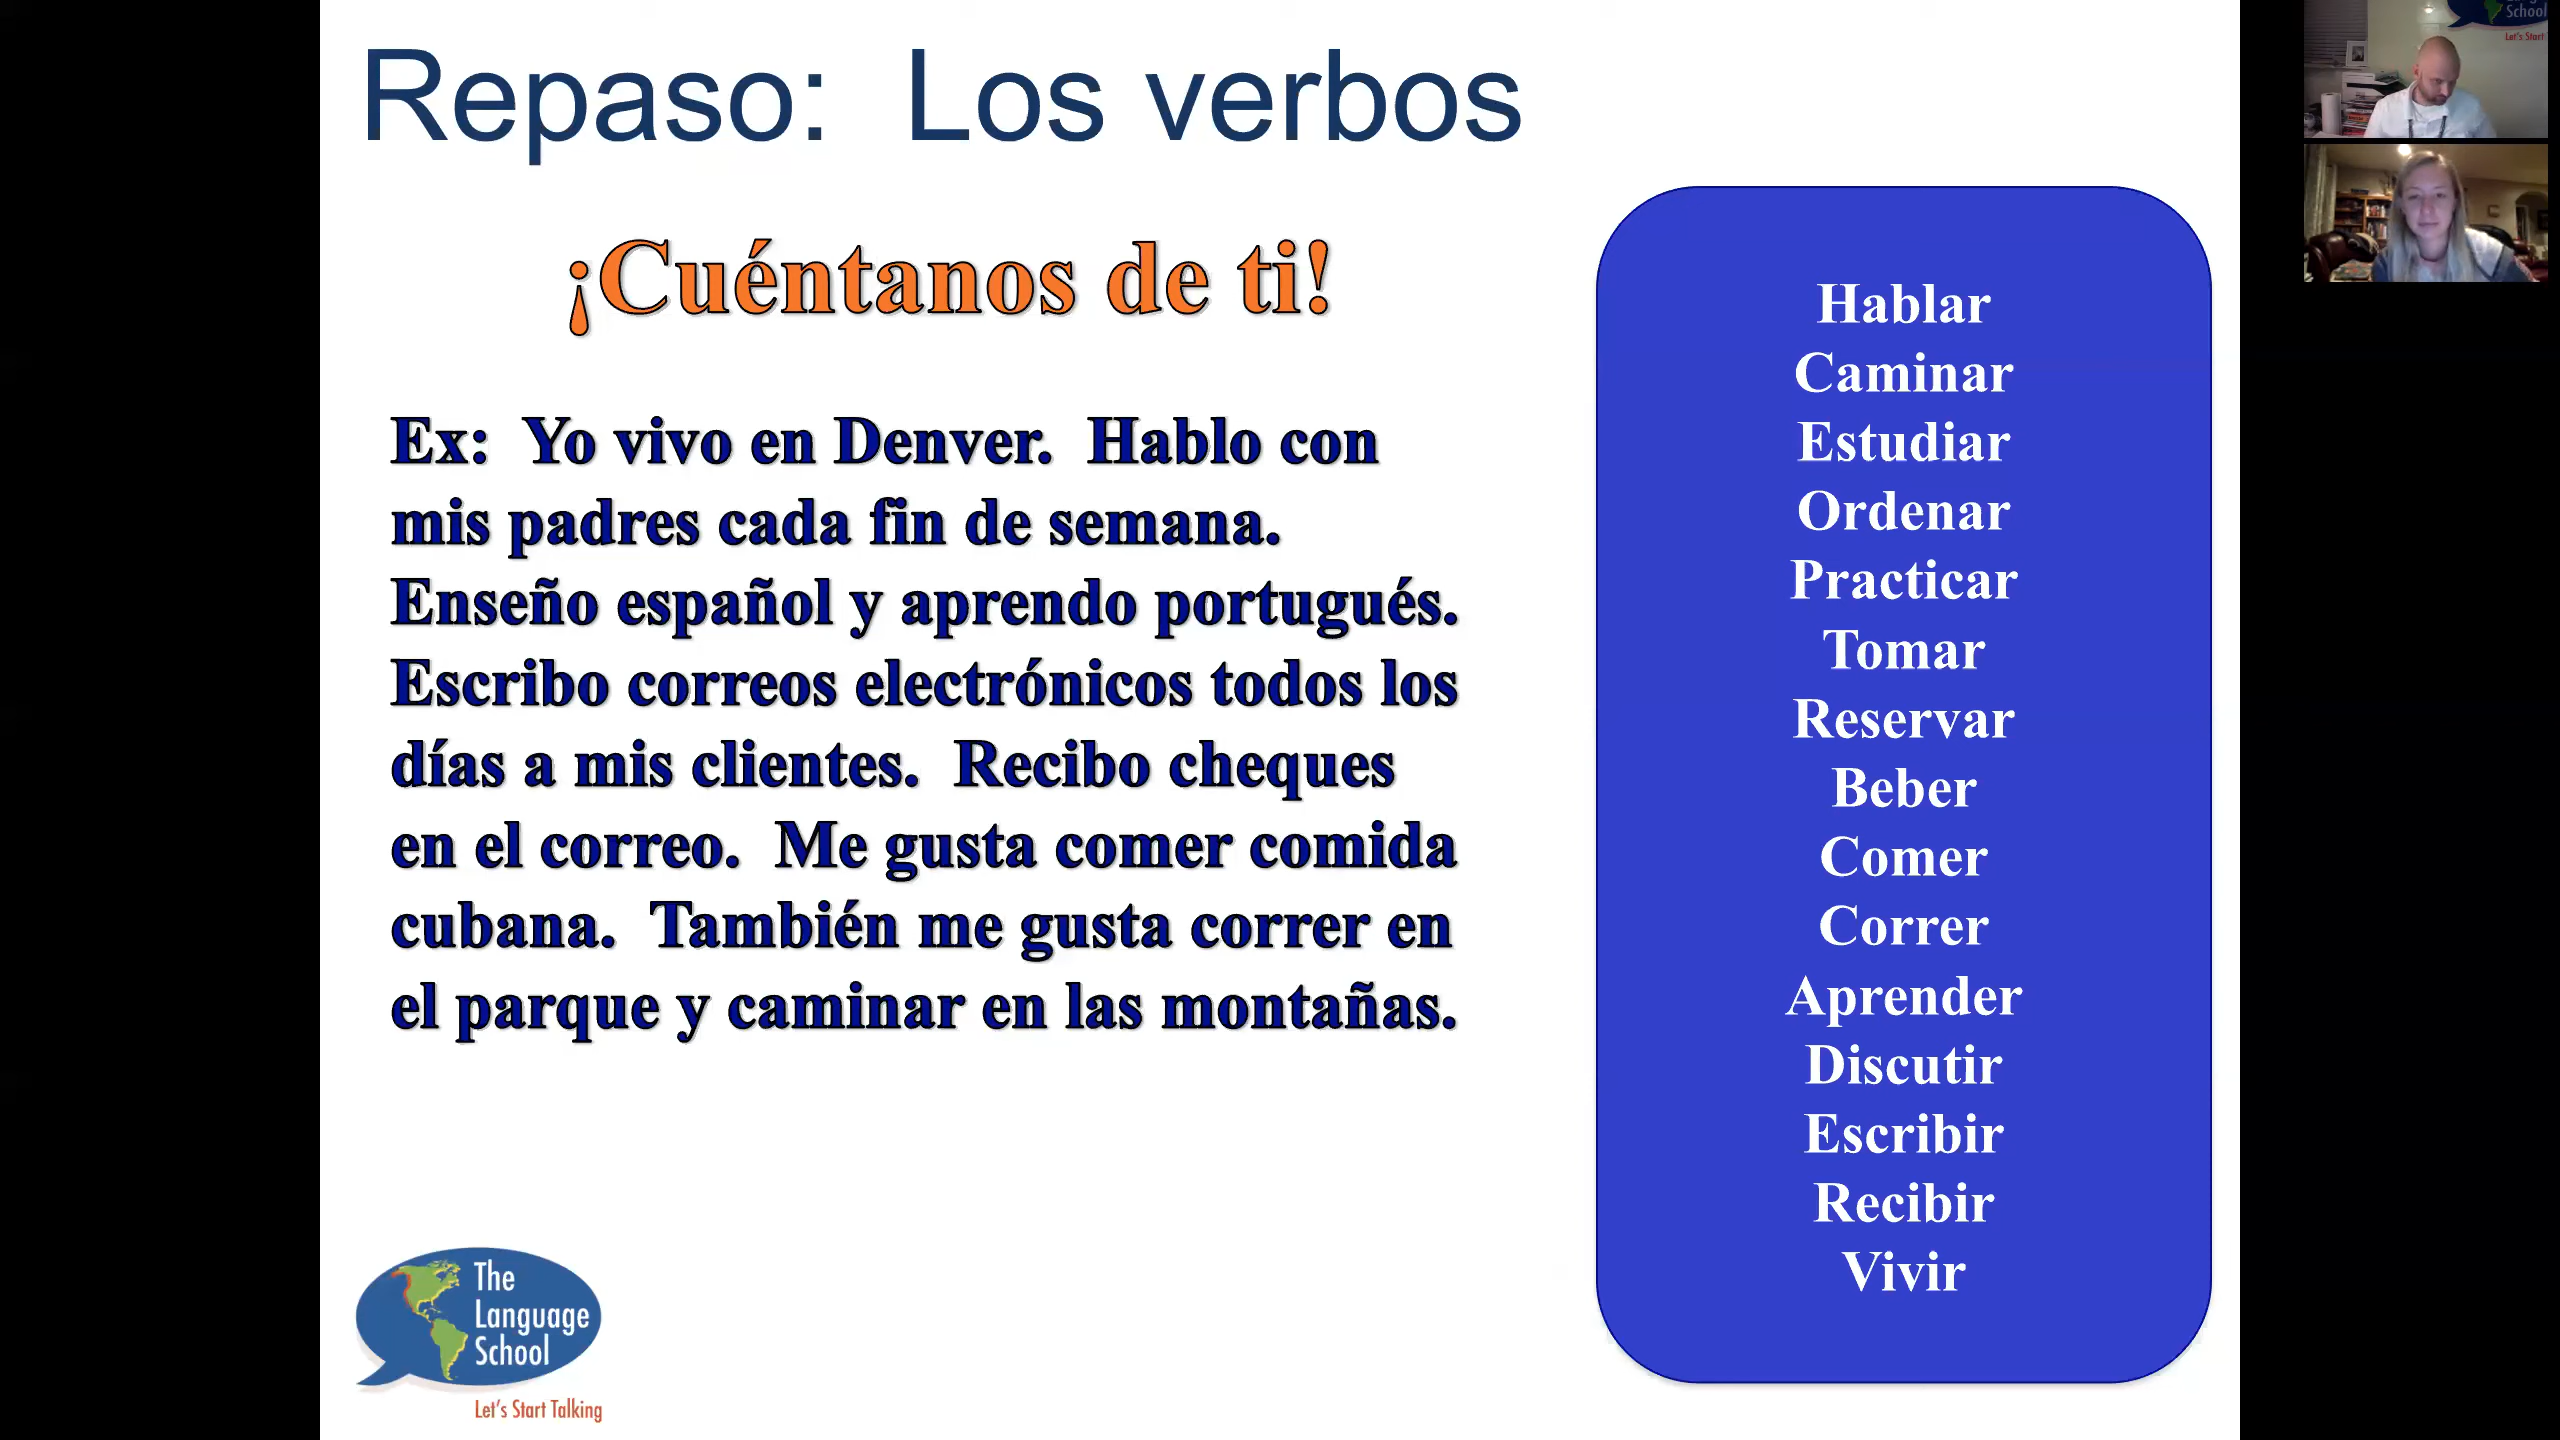 Repaso: Los verbos
¡Cuéntanos de ti!
Ex: Yo vivo en Denver. Hablo con
mis padres cada fin de semana.
Enseño español y aprendo portugués.
Escribo correos electrónicos todos los
días a mis clientes. Recibo cheques
en el correo. Me gusta comer comida
cubana. También me gusta correr en
el parque y caminar en las montañas.
Hablar
Caminar
Estudiar
Ordenar
Practicar
Tomar
Reservar
Beber
Comer
Correr
Aprender
Discutir
Escribir
Recibir
Vivir
The
Language
School
Let's Start Talking
School
Let's Start